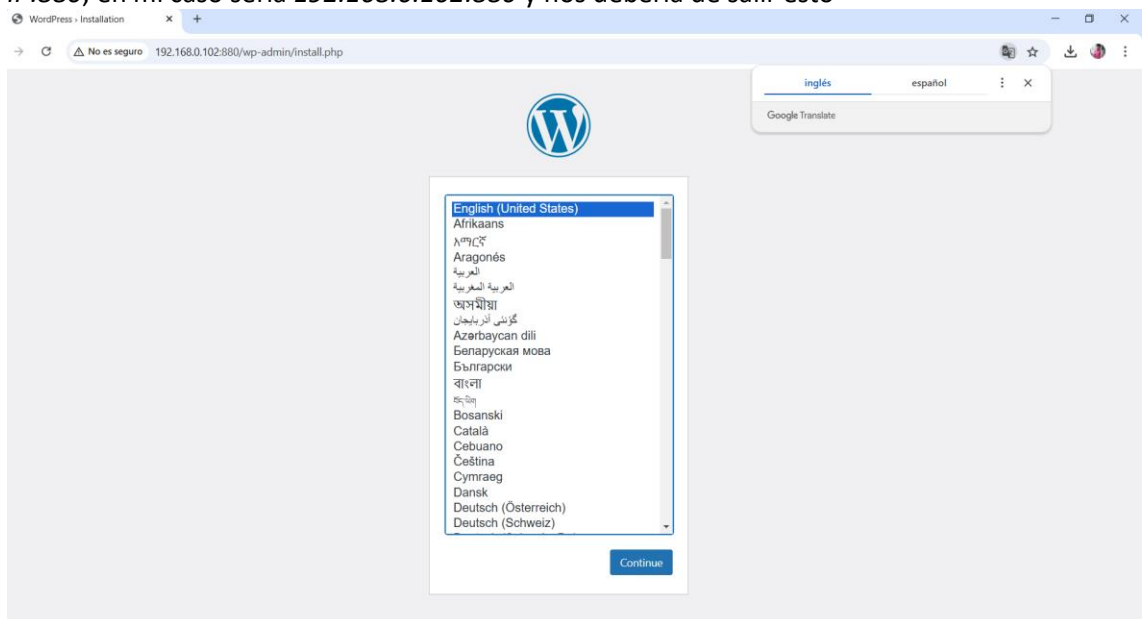 WordPress › Installation
No es seguro 192.168.0.102:880/wp-admin/install.php
inglés español
Google Translate
English (United States)
Afrikaans
አማርኛ
Aragonés
العربية
العربية المغربية
অসমীয়া
گؤنئی آذربایجان
Azərbaycan dili
Беларуская мова
Български
বাংলা
བོད་ཡིག
Bosanski
Català
Cebuano
Čeština
Cymraeg
Dansk
Deutsch (Österreich)
Deutsch (Schweiz)
Continue